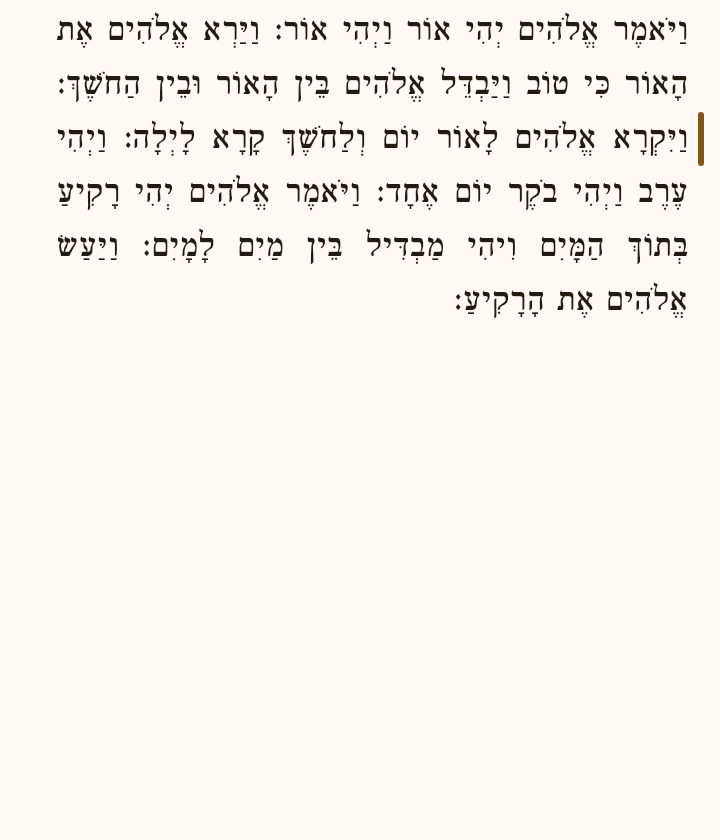 וַיֹּאמֶר אֱלֹהִים יְהִי אוֹר וַיְהִי אוֹר׃ וַיַּרְא אֱלֹהִים אֶת
הָאוֹר כִּי טוֹב וַיַּבְדֵּל אֱלֹהִים בֵּין הָאוֹר וּבֵין הַחֹשֶׁךְ׃
וַיִּקְרָא אֱלֹהִים לָאוֹר יוֹם וְלַחֹשֶׁךְ קָרָא לָיְלָה׃ וַיְהִי
עֶרֶב וַיְהִי בֹקֶר יוֹם אֶחָד׃ וַיֹּאמֶר אֱלֹהִים יְהִי רָקִיעַ
בְּתוֹךְ הַמָּיִם וִיהִי מַבְדִּיל בֵּין מַיִם לָמָיִם׃ וַיַּעַשׂ
אֱלֹהִים אֶת הָרָקִיעַ׃